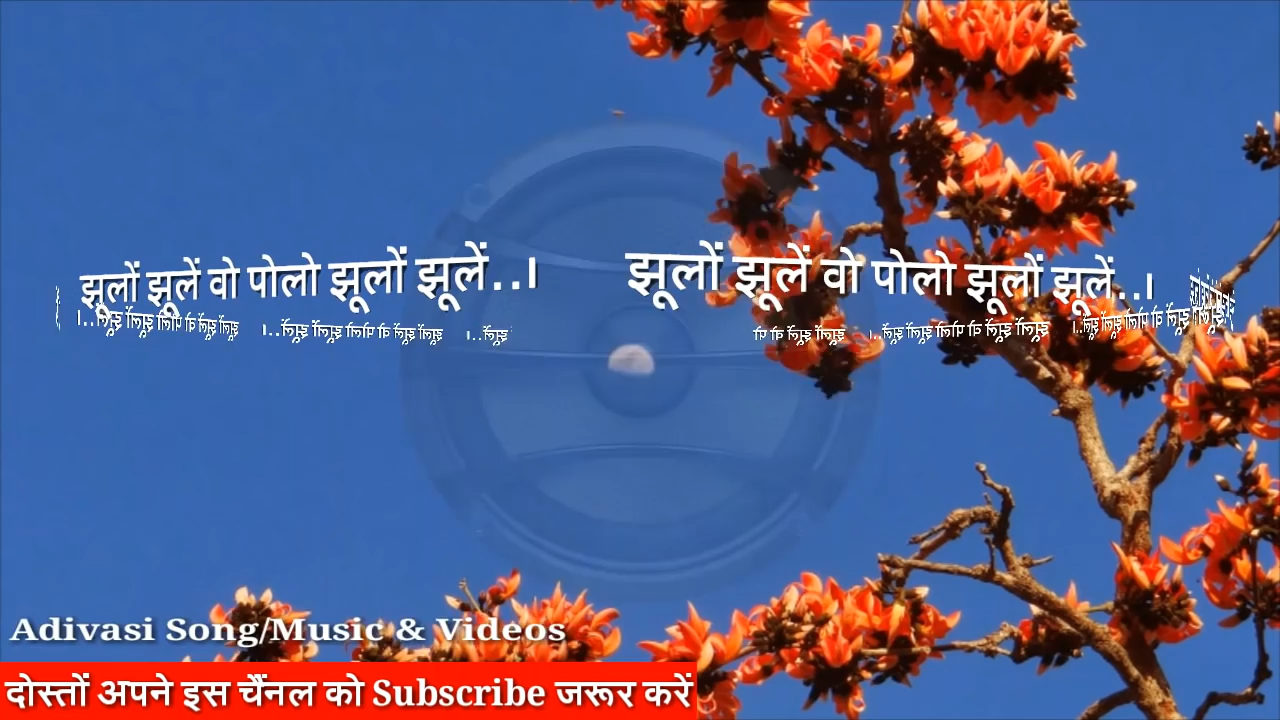 झूलों झूलें वो पोलो झूलों झूलें..। झूलों झूलें वो पोलो झूलों झूलें..।
Adivasi Song/Music & Videos
दोस्तों अपने इस चैंनल को Subscribe जरूर करें